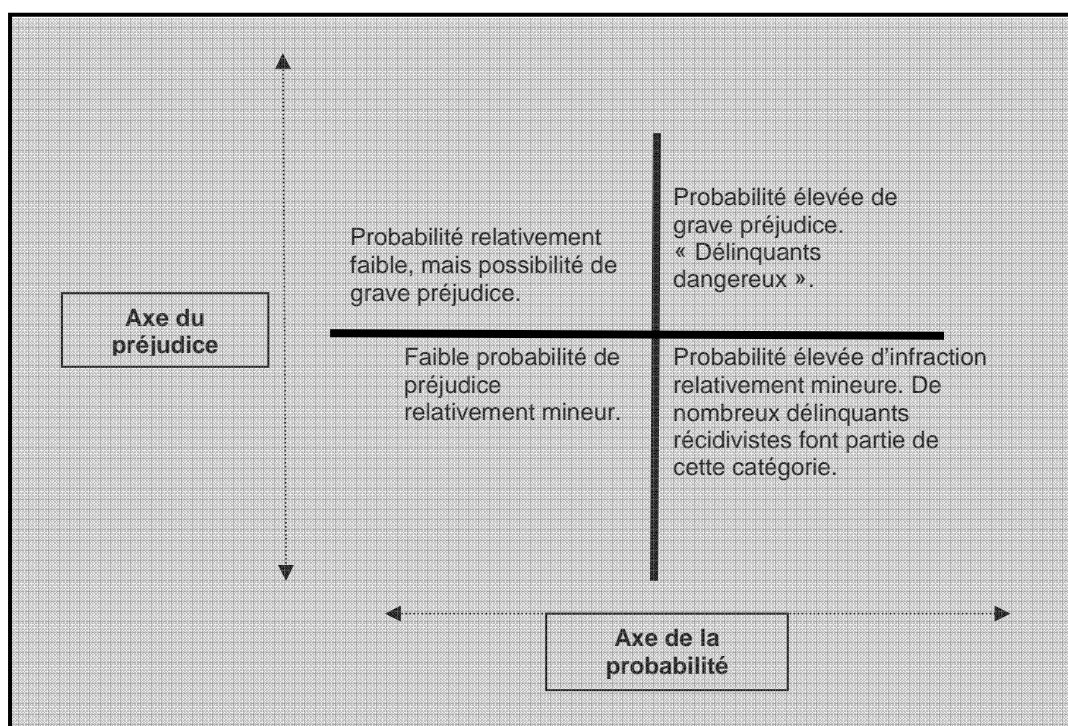 Probabilité relativement
faible, mais possibilité de
grave préjudice.
Probabilité élevée de
grave préjudice.
« Délinquants
dangereux ».
Axe du
préjudice
Faible probabilité de
préjudice
relativement mineur.
Probabilité élevée d'infraction
relativement mineure. De
nombreux délinquants
récidivistes font partie de
cette catégorie.
Axe de la
probabilité